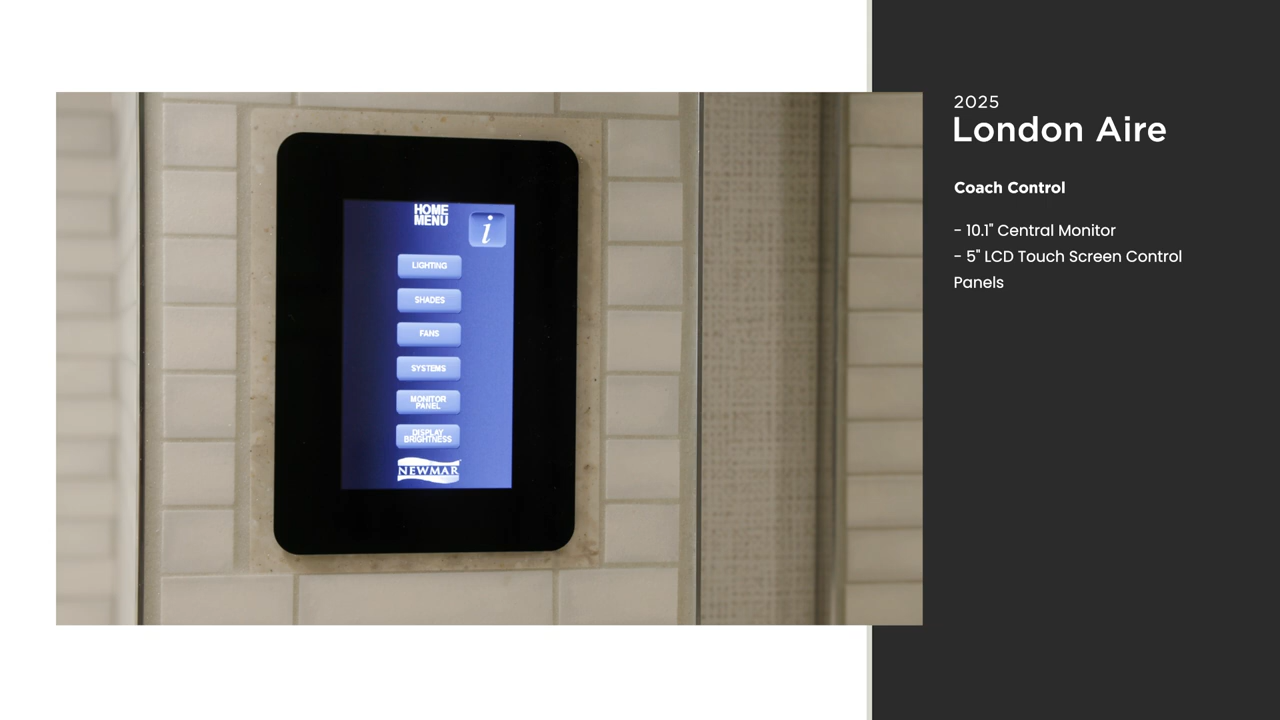 HOME
MENU
i
LIGHTING
SHADES
FANS
SYSTEMS
MONITOR
PANEL
DISPLAY
BRIGHTNESS
NEWMAR
2025
London Aire
Coach Control
- 10.1" Central Monitor
- 5" LCD Touch Screen Control
Panels